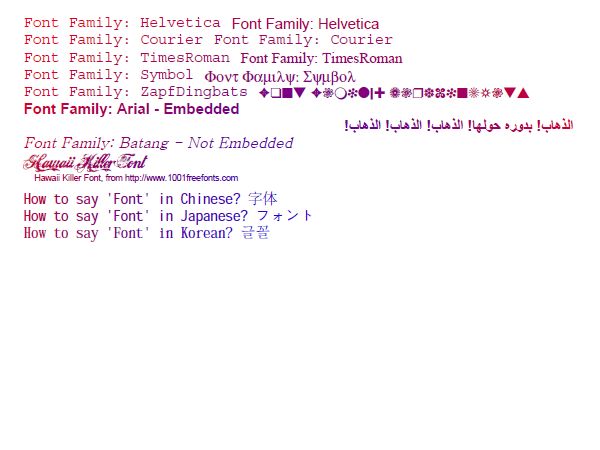 Font Family: Helvetica Font Family: Helvetica
Font Family: Courier Font Family: Courier
Font Family: TimesRoman Font Family: TimesRoman
Font Family: Symbol Φοντ Φαμιλψ: Σψμβολ
Font Family: ZapfDingbats
Font Family: Arial - Embedded
الذهاب! بدوره حولها! الذهاب! الذهاب! الذهاب!
Font Family: Batang - Not Embedded
Hawaii Killer Font
Hawaii Killer Font, from http://www.1001freefonts.com
How to say 'Font' in Chinese? 字体
How to say 'Font' in Japanese? フォント
How to say 'Font' in Korean? 글꼴